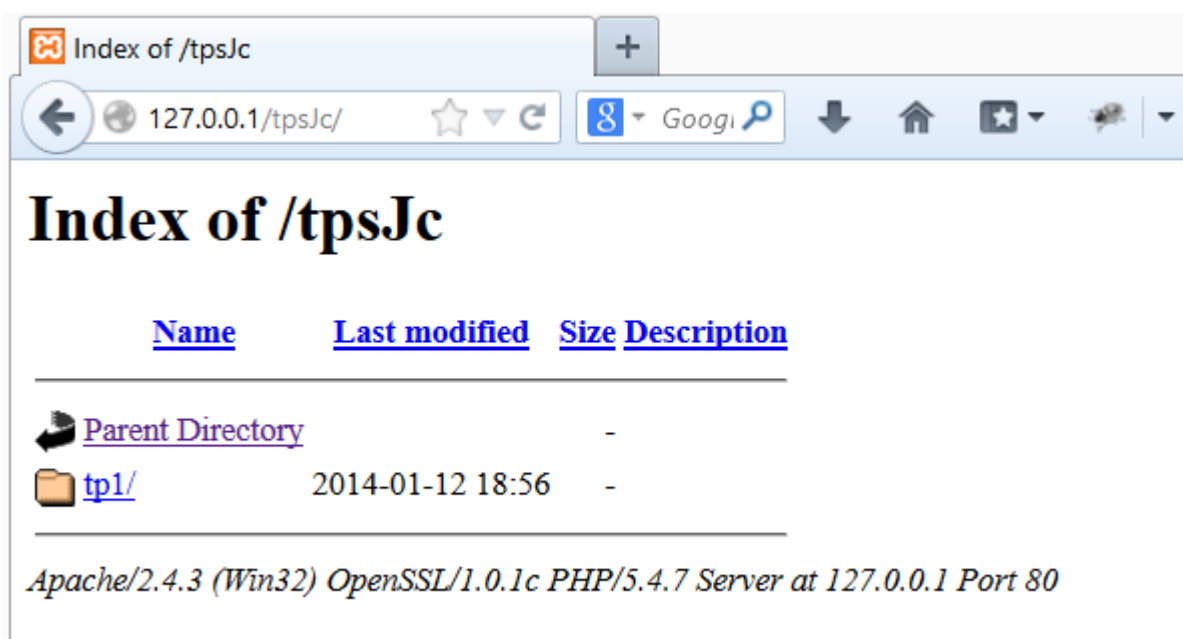 Index of /tpsJc
127.0.0.1/tpsJc/
Index of /tpsJc
Name Last modified Size Description
Parent Directory -
tp1/ 2014-01-12 18:56 -
Apache/2.4.3 (Win32) OpenSSL/1.0.1c PHP/5.4.7 Server at 127.0.0.1 Port 80